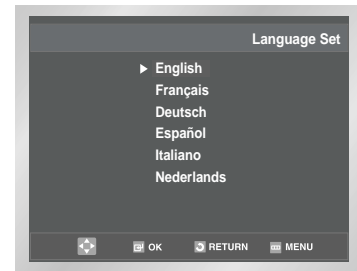 Language Set
► English
Français
Deutsch
Español
Italiano
Nederlands
OK RETURN MENU